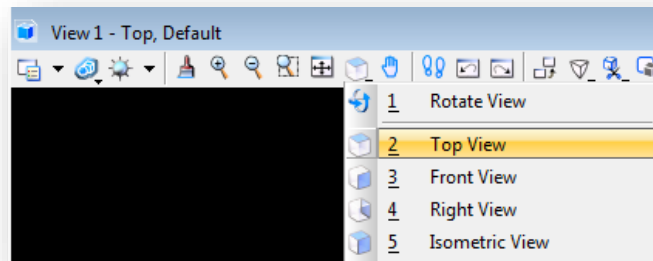 View 1 - Top, Default
1 Rotate View
2 Top View
3 Front View
4 Right View
5 Isometric View